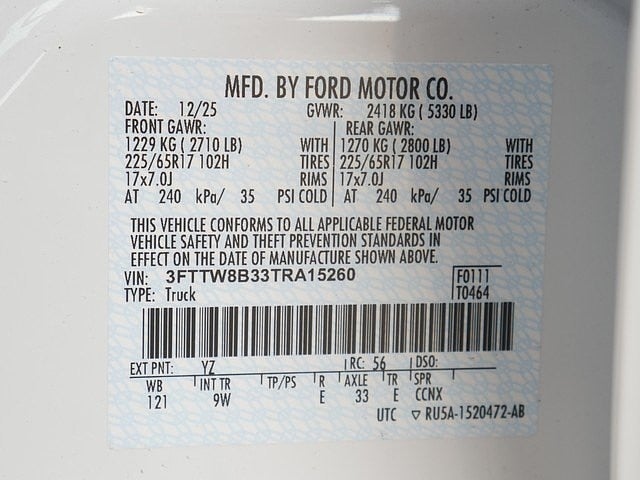 MFD. BY FORD MOTOR CO.
DATE: 12/25 GVWR: 2418 KG ( 5330 LB)
FRONT GAWR: REAR GAWR:
1229 KG ( 2710 LB) WITH 1270 KG ( 2800 LB) WITH
225/65R17 102H TIRES 225/65R17 102H TIRES
17x7.0J RIMS 17x7.0J RIMS
AT 240 kPa/ 35 PSI COLD AT 240 kPa/ 35 PSI COLD
THIS VEHICLE CONFORMS TO ALL APPLICABLE FEDERAL MOTOR
VEHICLE SAFETY AND THEFT PREVENTION STANDARDS IN
EFFECT ON THE DATE OF MANUFACTURE SHOWN ABOVE.
VIN: 3FTTW8B33TRA15260 F0111
TYPE: Truck T0464
EXT PNT: YZ RC: 56 DSO:
WB INT TR TP/PS R AXLE TR SPR
121 9W E 33 E CCNX
UTC ▽ RU5A-1520472-AB